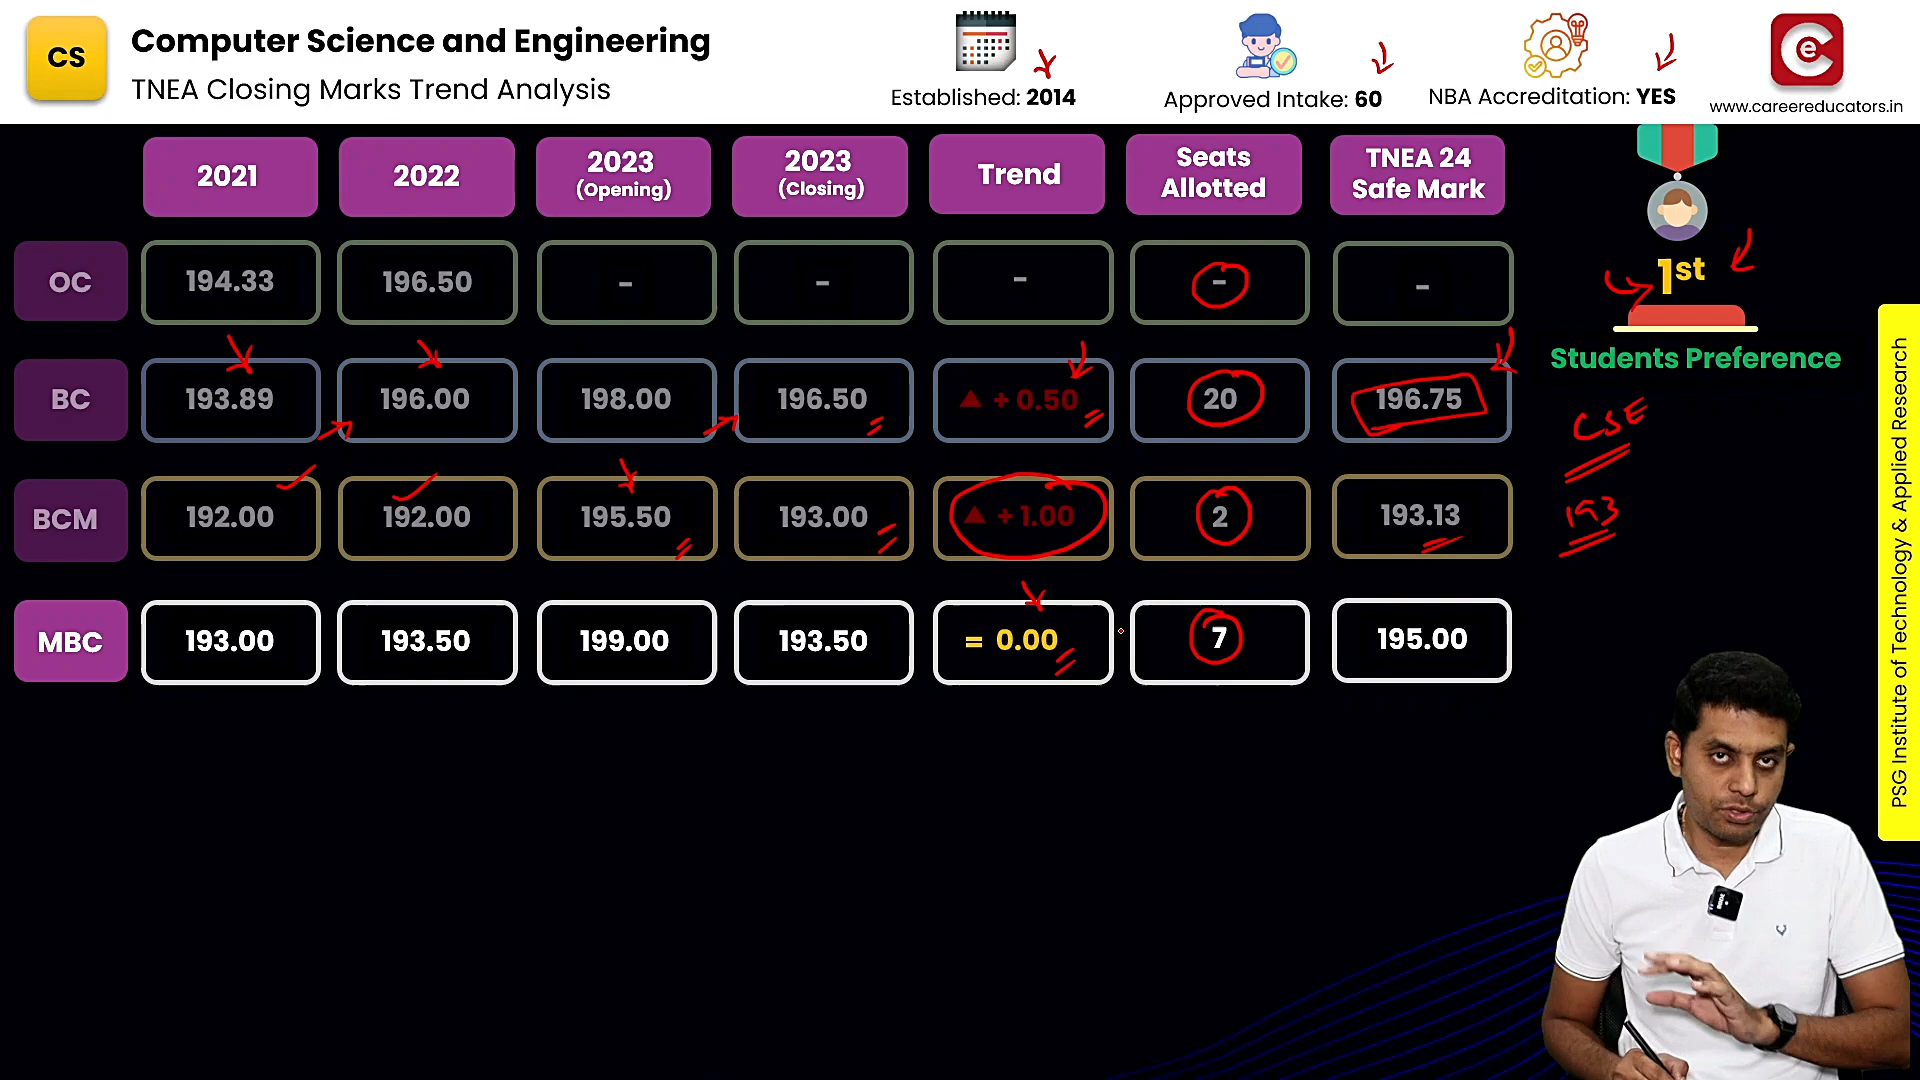 CS
Computer Science and Engineering
TNEA Closing Marks Trend Analysis
Established: 2014
Approved Intake: 60
NBA Accreditation: YES
e
www.careereducators.in
2021
2022
2023
(Opening)
2023
(Closing)
Trend
Seats
Allotted
TNEA 24
Safe Mark
OC
194.33
196.50
-
-
-
-
-
BC
193.89
196.00
198.00
196.50
▲ + 0.50
20
196.75
BCM
192.00
192.00
195.50
193.00
▲ + 1.00
2
193.13
MBC
193.00
193.50
199.00
193.50
= 0.00
7
195.00
1st
Students Preference
CSE
193
PSG Institute of Technology & Applied Research